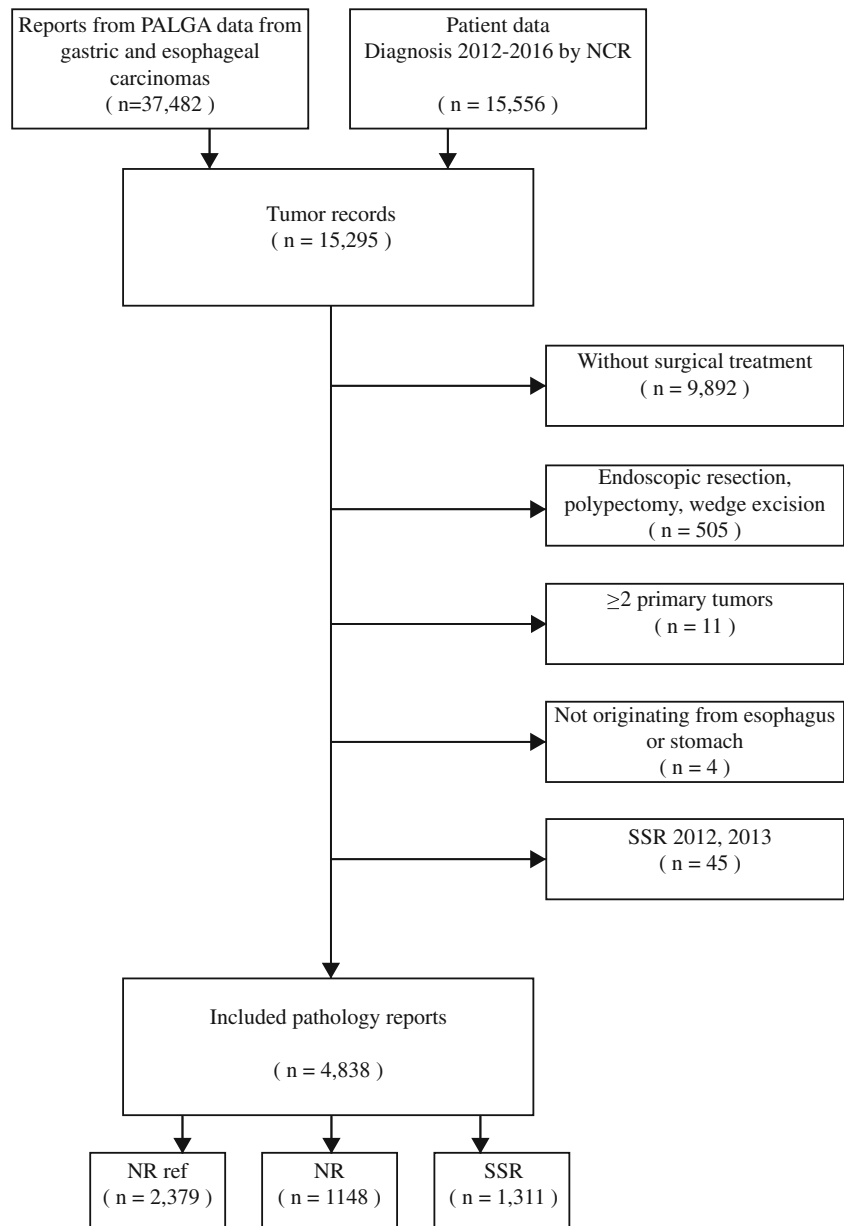 Reports from PALGA data from
gastric and esophageal
carcinomas
( n=37,482 )
Patient data
Diagnosis 2012-2016 by NCR
( n = 15,556 )
Tumor records
( n = 15,295 )
Without surgical treatment
( n = 9,892 )
Endoscopic resection,
polypectomy, wedge excision
( n = 505 )
≥2 primary tumors
( n = 11 )
Not originating from esophagus
or stomach
( n = 4 )
SSR 2012, 2013
( n = 45 )
Included pathology reports
( n = 4,838 )
NR ref
( n = 2,379 )
NR
( n = 1148 )
SSR
( n = 1,311 )